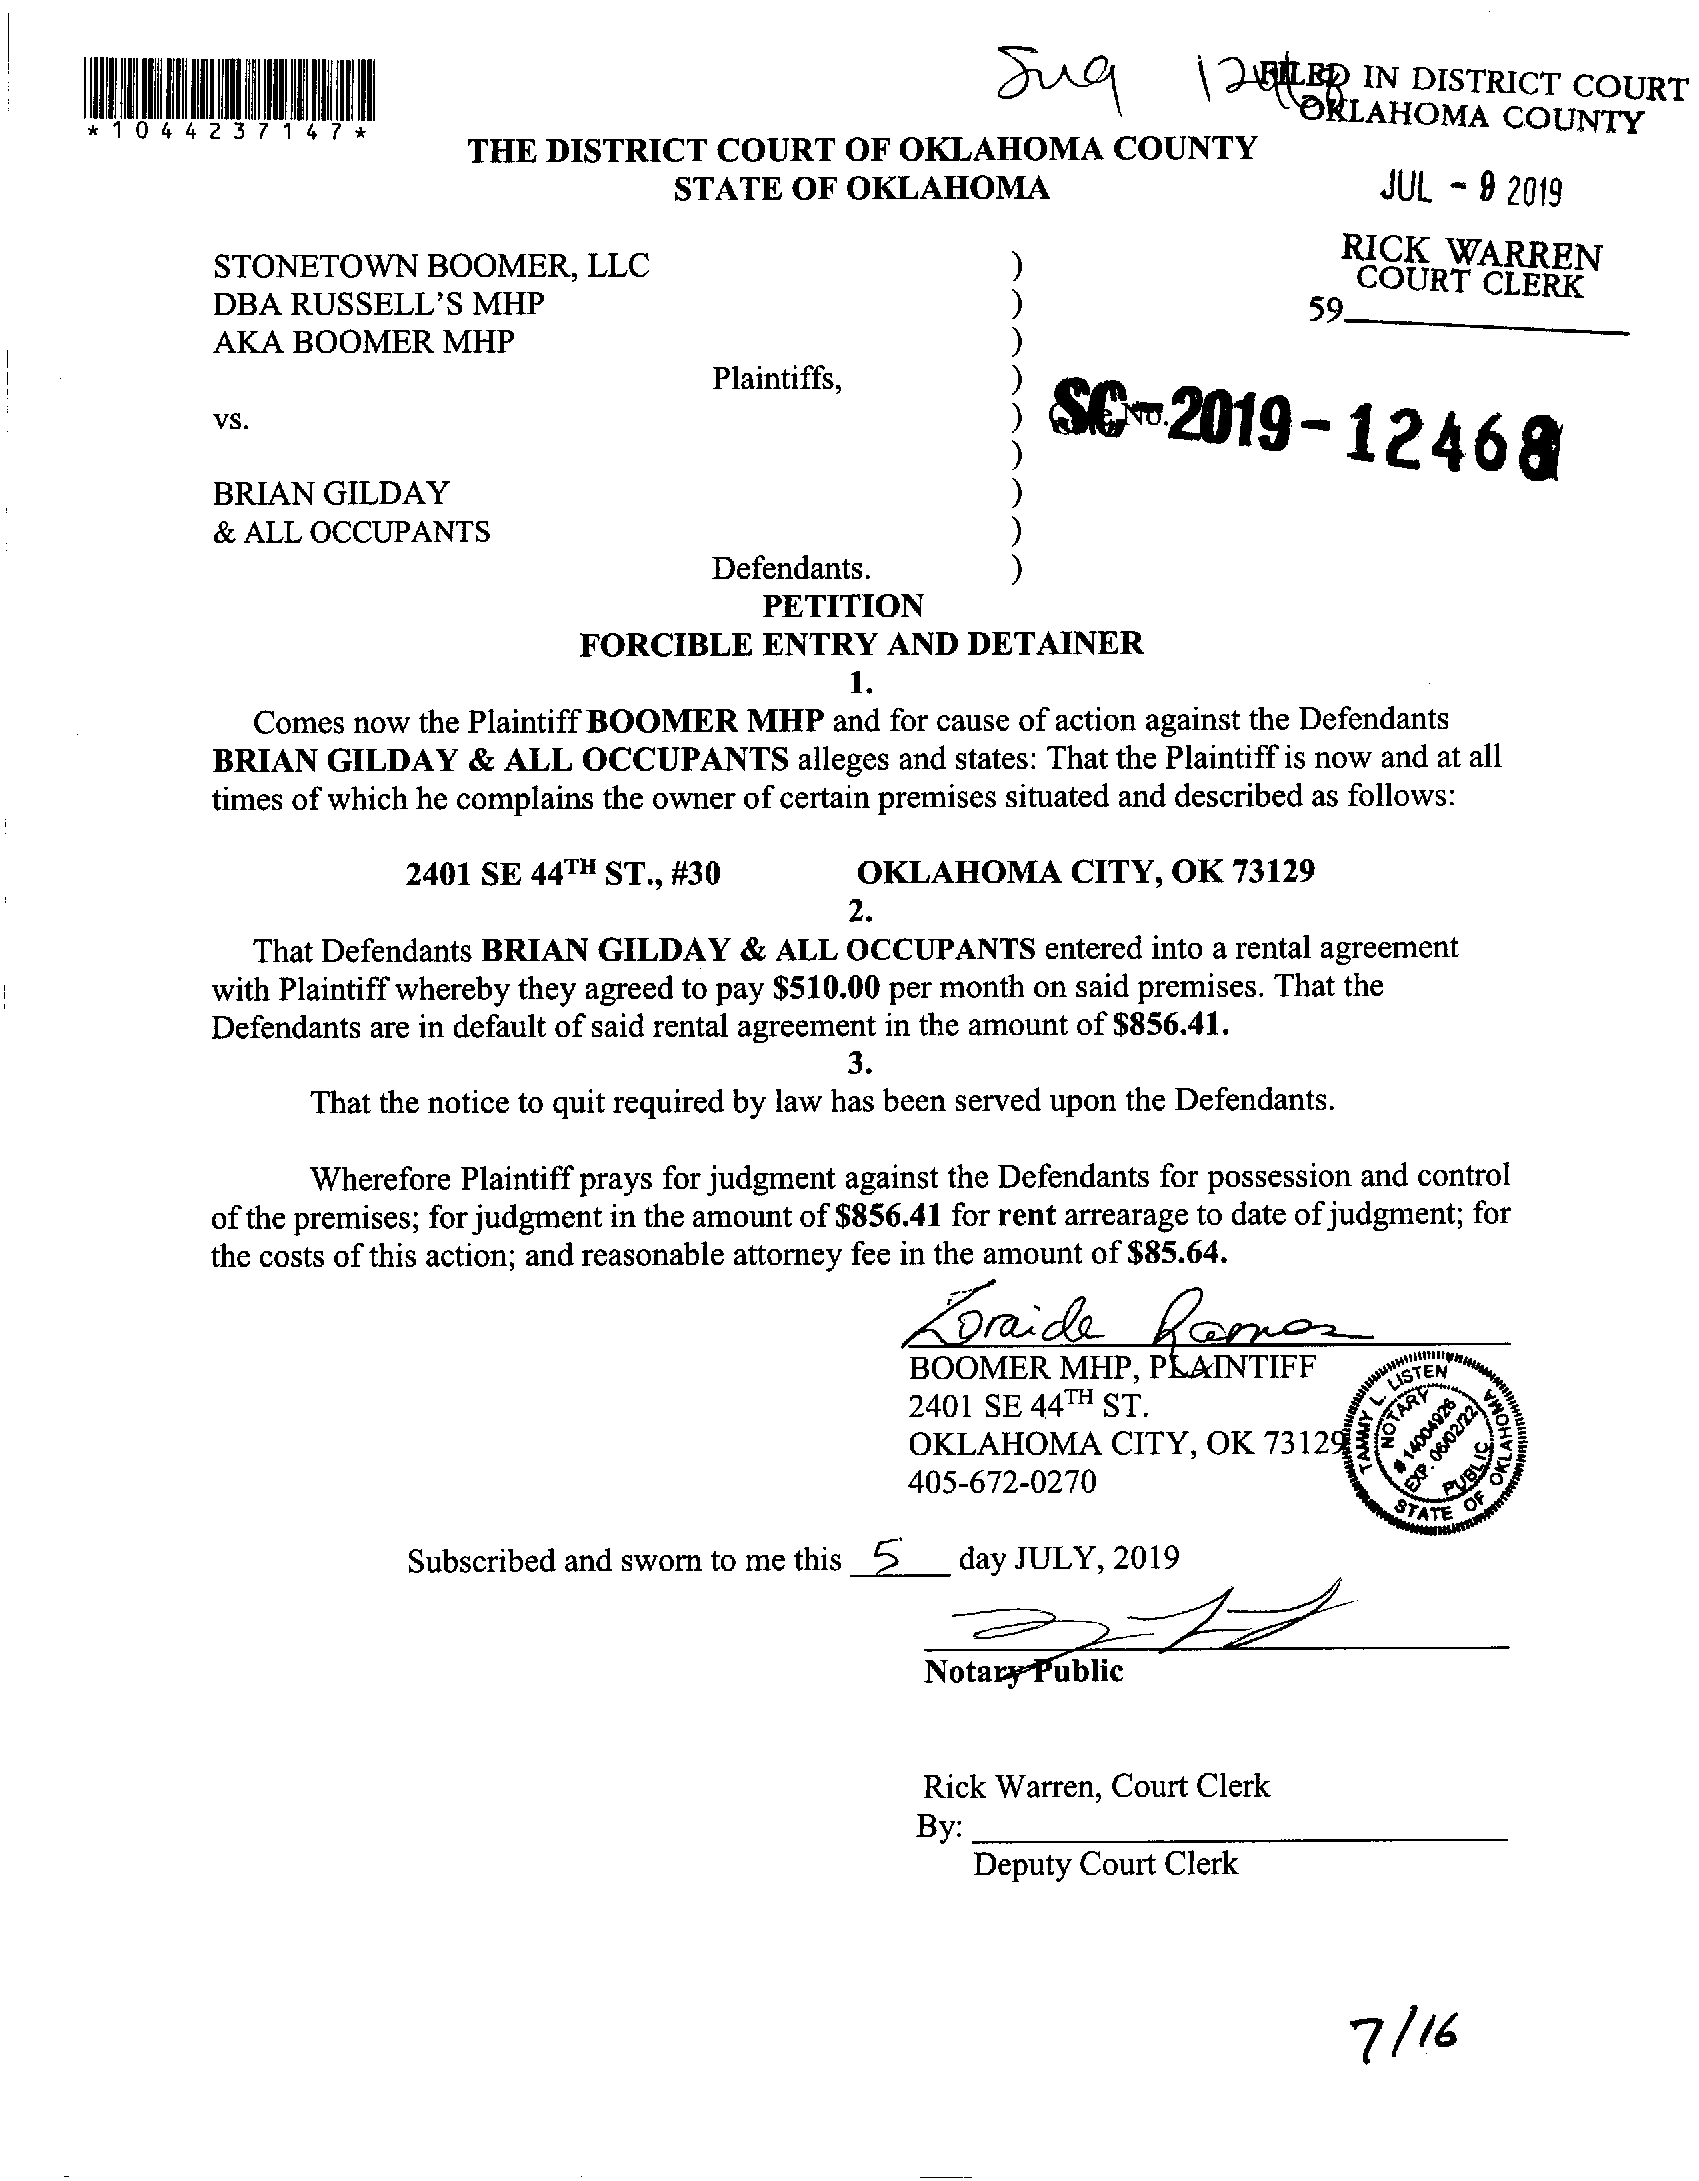 *1044237147*
FILED IN DISTRICT COURT
OKLAHOMA COUNTY
THE DISTRICT COURT OF OKLAHOMA COUNTY
STATE OF OKLAHOMA
JUL - 2019
RICK WARREN
COURT CLERK
59
STONETOWN BOOMER, LLC )
DBA RUSSELL'S MHP )
AKA BOOMER MHP )
Plaintiffs, )
vs. ) SC-2019-
)
BRIAN GILDAY )
& ALL OCCUPANTS )
Defendants. )
PETITION
FORCIBLE ENTRY AND DETAINER
1.
Comes now the Plaintiff BOOMER MHP and for cause of action against the Defendants
BRIAN GILDAY & ALL OCCUPANTS alleges and states: That the Plaintiff is now and at all
times of which he complains the owner of certain premises situated and described as follows:
2401 SE 44TH ST., #30 OKLAHOMA CITY, OK 73129
2.
That Defendants BRIAN GILDAY & ALL OCCUPANTS entered into a rental agreement
with Plaintiff whereby they agreed to pay $510.00 per month on said premises. That the
Defendants are in default of said rental agreement in the amount of $856.41.
3.
That the notice to quit required by law has been served upon the Defendants.
Wherefore Plaintiff prays for judgment against the Defendants for possession and control
of the premises; for judgment in the amount of $856.41 for rent arrearage to date of judgment; for
the costs of this action; and reasonable attorney fee in the amount of $85.64.
Zoraida Ramos
BOOMER MHP, PLAINTIFF
2401 SE 44TH ST.
OKLAHOMA CITY, OK 73129
405-672-0270
TAMMY L. LISTEN
NOTARY
# 14004926
EXP. 06/02/22
PUBLIC
STATE OF OKLAHOMA
Subscribed and sworn to me this 5 day JULY, 2019
Notary Public
Rick Warren, Court Clerk
By:
Deputy Court Clerk
7/16